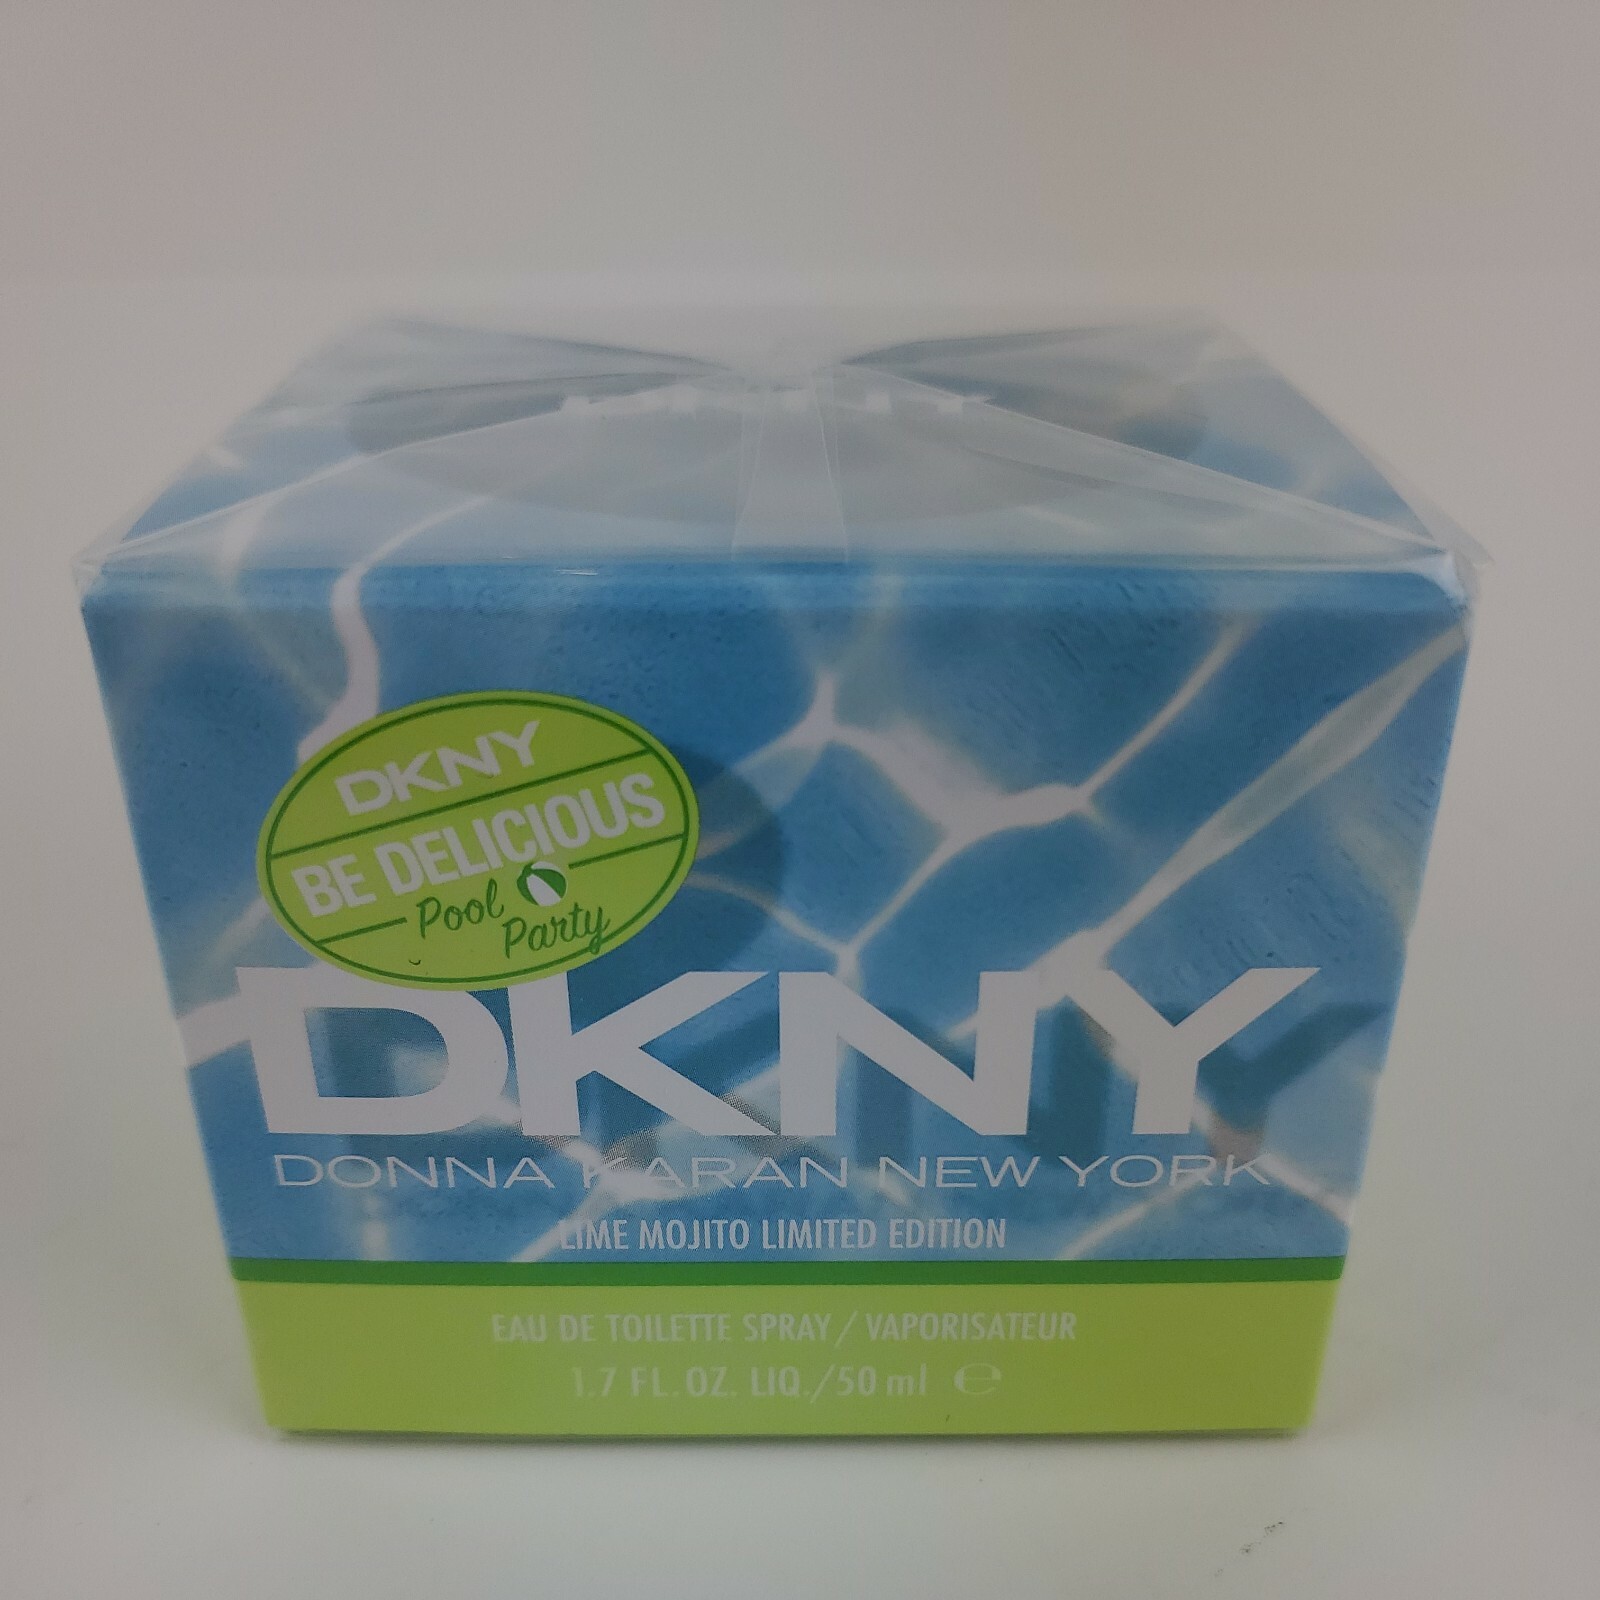 DKNY
BE DELICIOUS
Pool
Party
DKNY
DONNA KARAN NEW YORK
LIME MOJITO LIMITED EDITION
EAU DE TOILETTE SPRAY / VAPORISATEUR
1.7 FL. OZ. LIQ./50 ml ℮